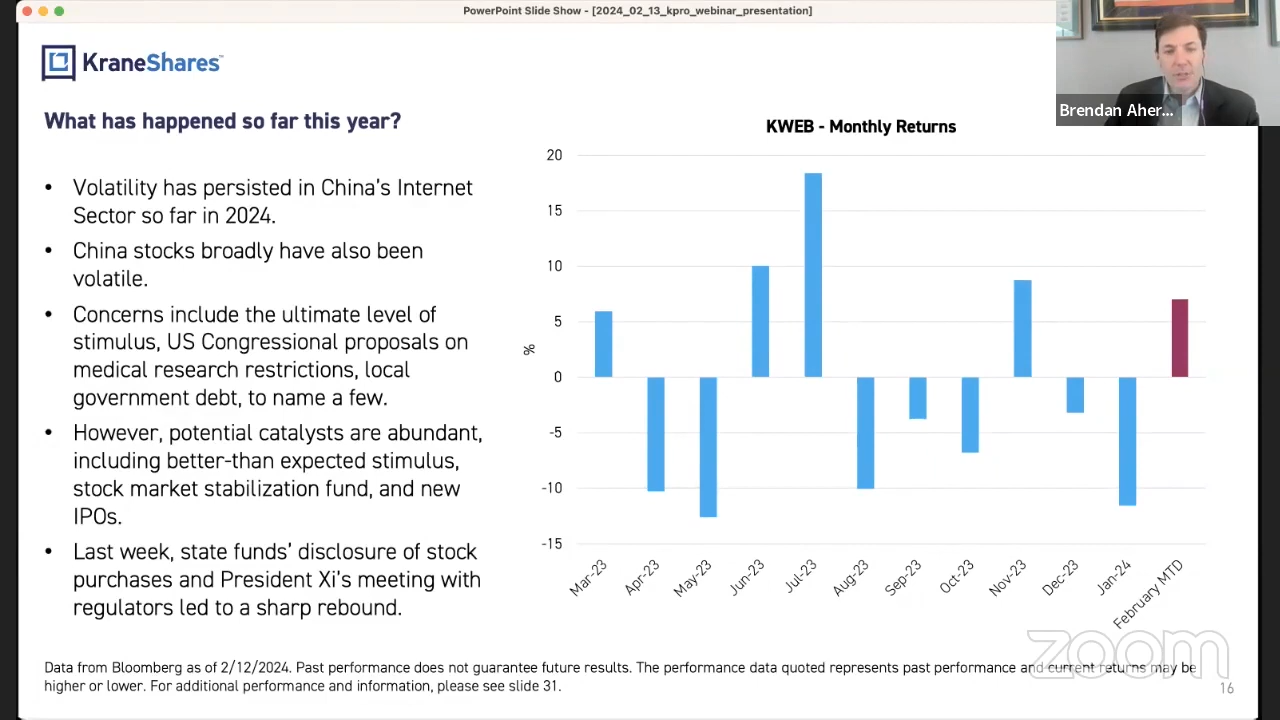 PowerPoint Slide Show - [2024_02_13_kpro_webinar_presentation]
KraneShares™
Brendan Aher...
What has happened so far this year?
• Volatility has persisted in China's Internet
Sector so far in 2024.
• China stocks broadly have also been
volatile.
• Concerns include the ultimate level of
stimulus, US Congressional proposals on
medical research restrictions, local
government debt, to name a few.
• However, potential catalysts are abundant,
including better-than expected stimulus,
stock market stabilization fund, and new
IPOs.
• Last week, state funds' disclosure of stock
purchases and President Xi's meeting with
regulators led to a sharp rebound.
KWEB - Monthly Returns
20
15
10
5
0
-5
-10
-15
%
Mar-23
Apr-23
May-23
Jun-23
Jul-23
Aug-23
Sep-23
Oct-23
Nov-23
Dec-23
Jan-24
February MTD
zoom
Data from Bloomberg as of 2/12/2024. Past performance does not guarantee future results. The performance data quoted represents past performance and current returns may be
higher or lower. For additional performance and information, please see slide 31.
16